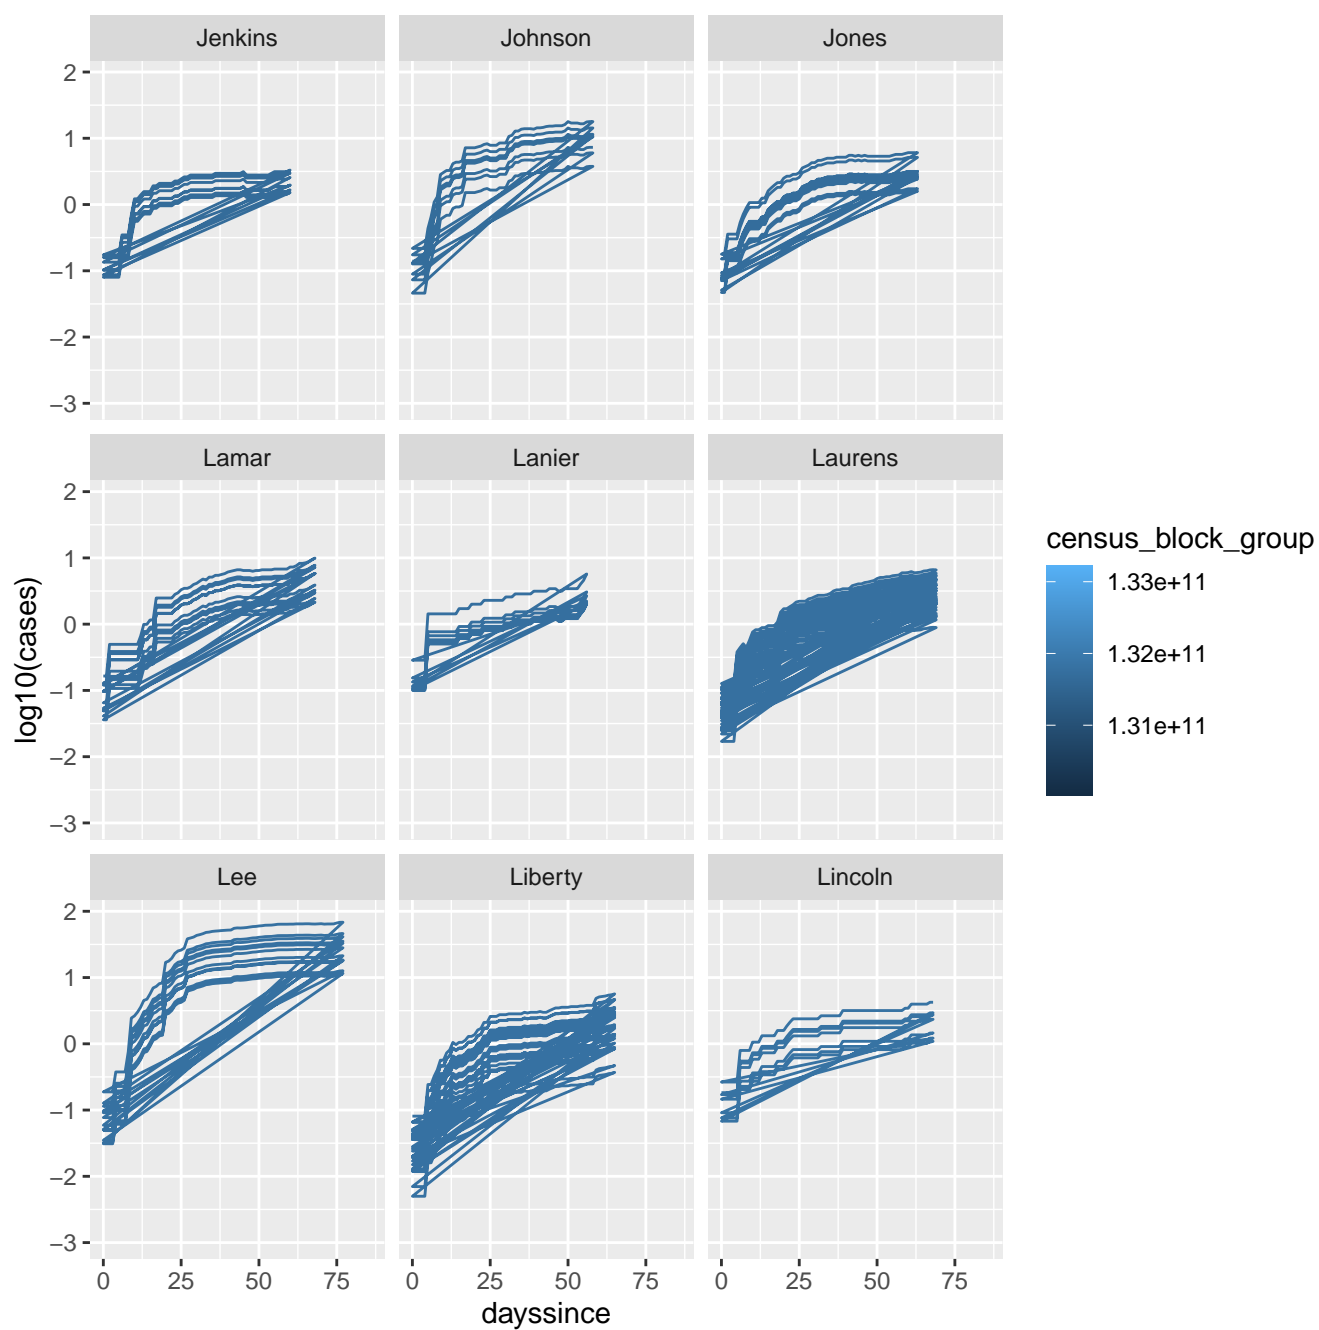 Jenkins Johnson Jones
2
1
0
−1
−2
−3
Lamar Lanier Laurens
2
1
0
−1
−2
−3
Lee Liberty Lincoln
2
1
0
−1
−2
−3
0 25 50 75 0 25 50 75 0 25 50 75
dayssince
log10(cases)
census_block_group
1.33e+11
1.32e+11
1.31e+11